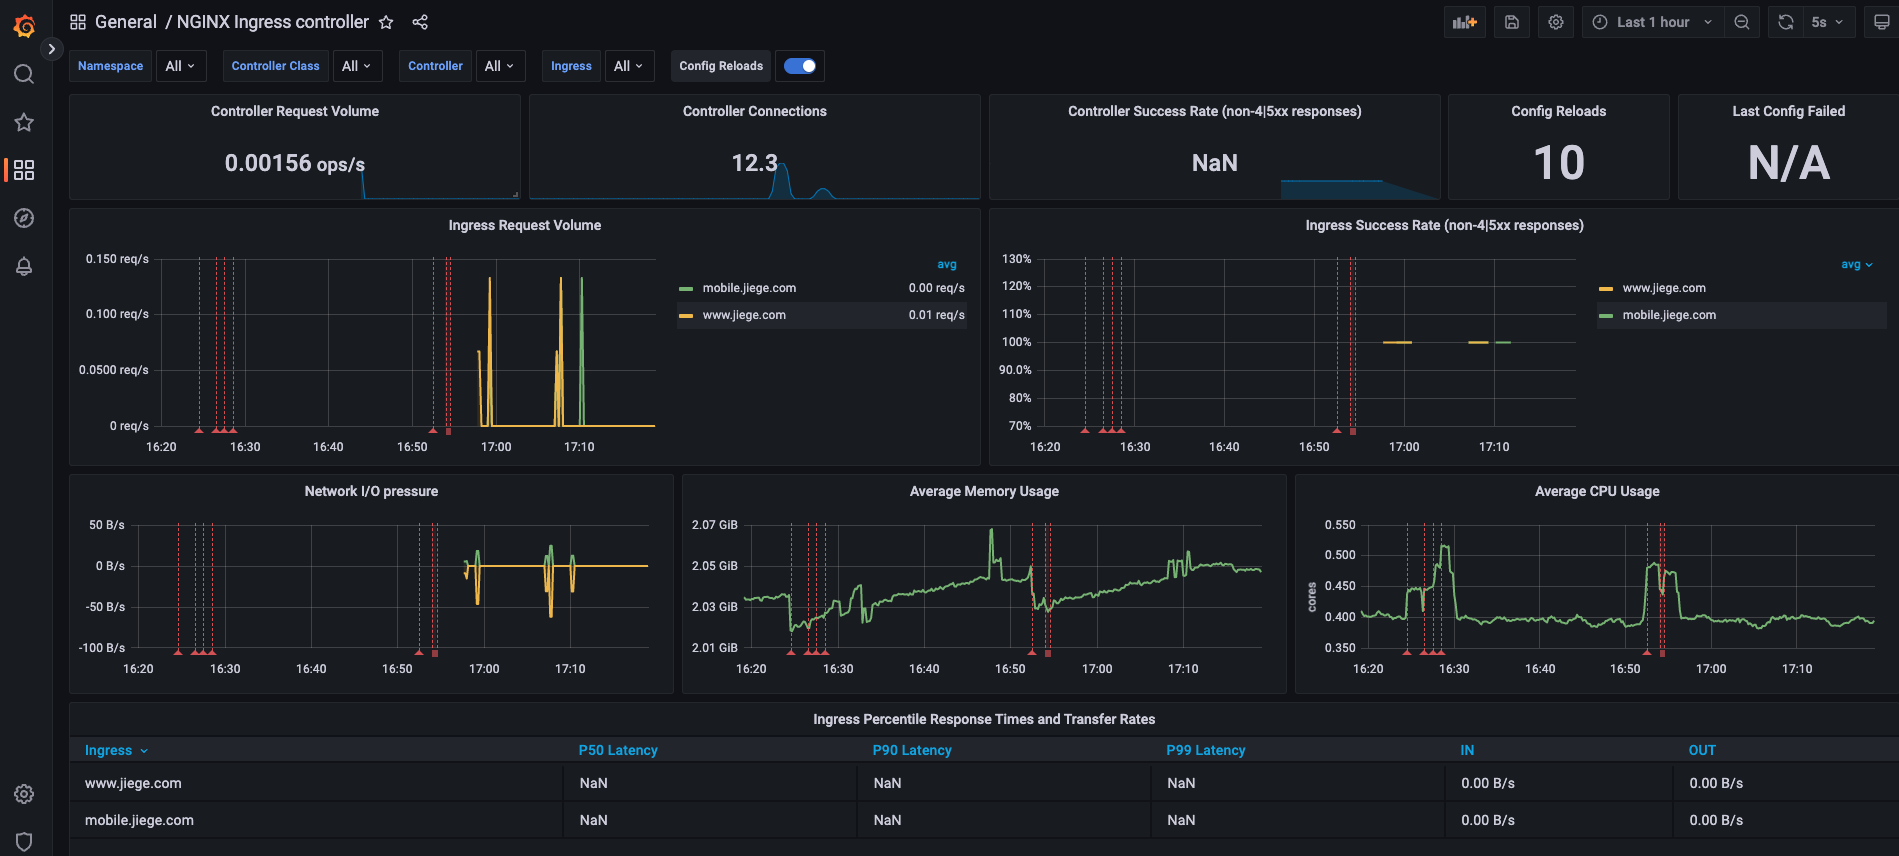 General / NGINX Ingress controller
Last 1 hour
5s
Namespace All Controller Class All Controller All Ingress All Config Reloads
Controller Request Volume
0.00156 ops/s
Controller Connections
12.3
Controller Success Rate (non-4|5xx responses)
NaN
Config Reloads
10
Last Config Failed
N/A
Ingress Request Volume
0.150 req/s
0.100 req/s
0.0500 req/s
0 req/s
16:20 16:30 16:40 16:50 17:00 17:10
avg
mobile.jiege.com 0.00 req/s
www.jiege.com 0.01 req/s
Ingress Success Rate (non-4|5xx responses)
130%
120%
110%
100%
90.0%
80%
70%
16:20 16:30 16:40 16:50 17:00 17:10
avg
www.jiege.com
mobile.jiege.com
Network I/O pressure
50 B/s
0 B/s
-50 B/s
-100 B/s
16:20 16:30 16:40 16:50 17:00 17:10
Average Memory Usage
2.07 GiB
2.05 GiB
2.03 GiB
2.01 GiB
16:20 16:30 16:40 16:50 17:00 17:10
Average CPU Usage
cores
0.550
0.500
0.450
0.400
0.350
16:20 16:30 16:40 16:50 17:00 17:10
Ingress Percentile Response Times and Transfer Rates
Ingress P50 Latency P90 Latency P99 Latency IN OUT
www.jiege.com NaN NaN NaN 0.00 B/s 0.00 B/s
mobile.jiege.com NaN NaN NaN 0.00 B/s 0.00 B/s